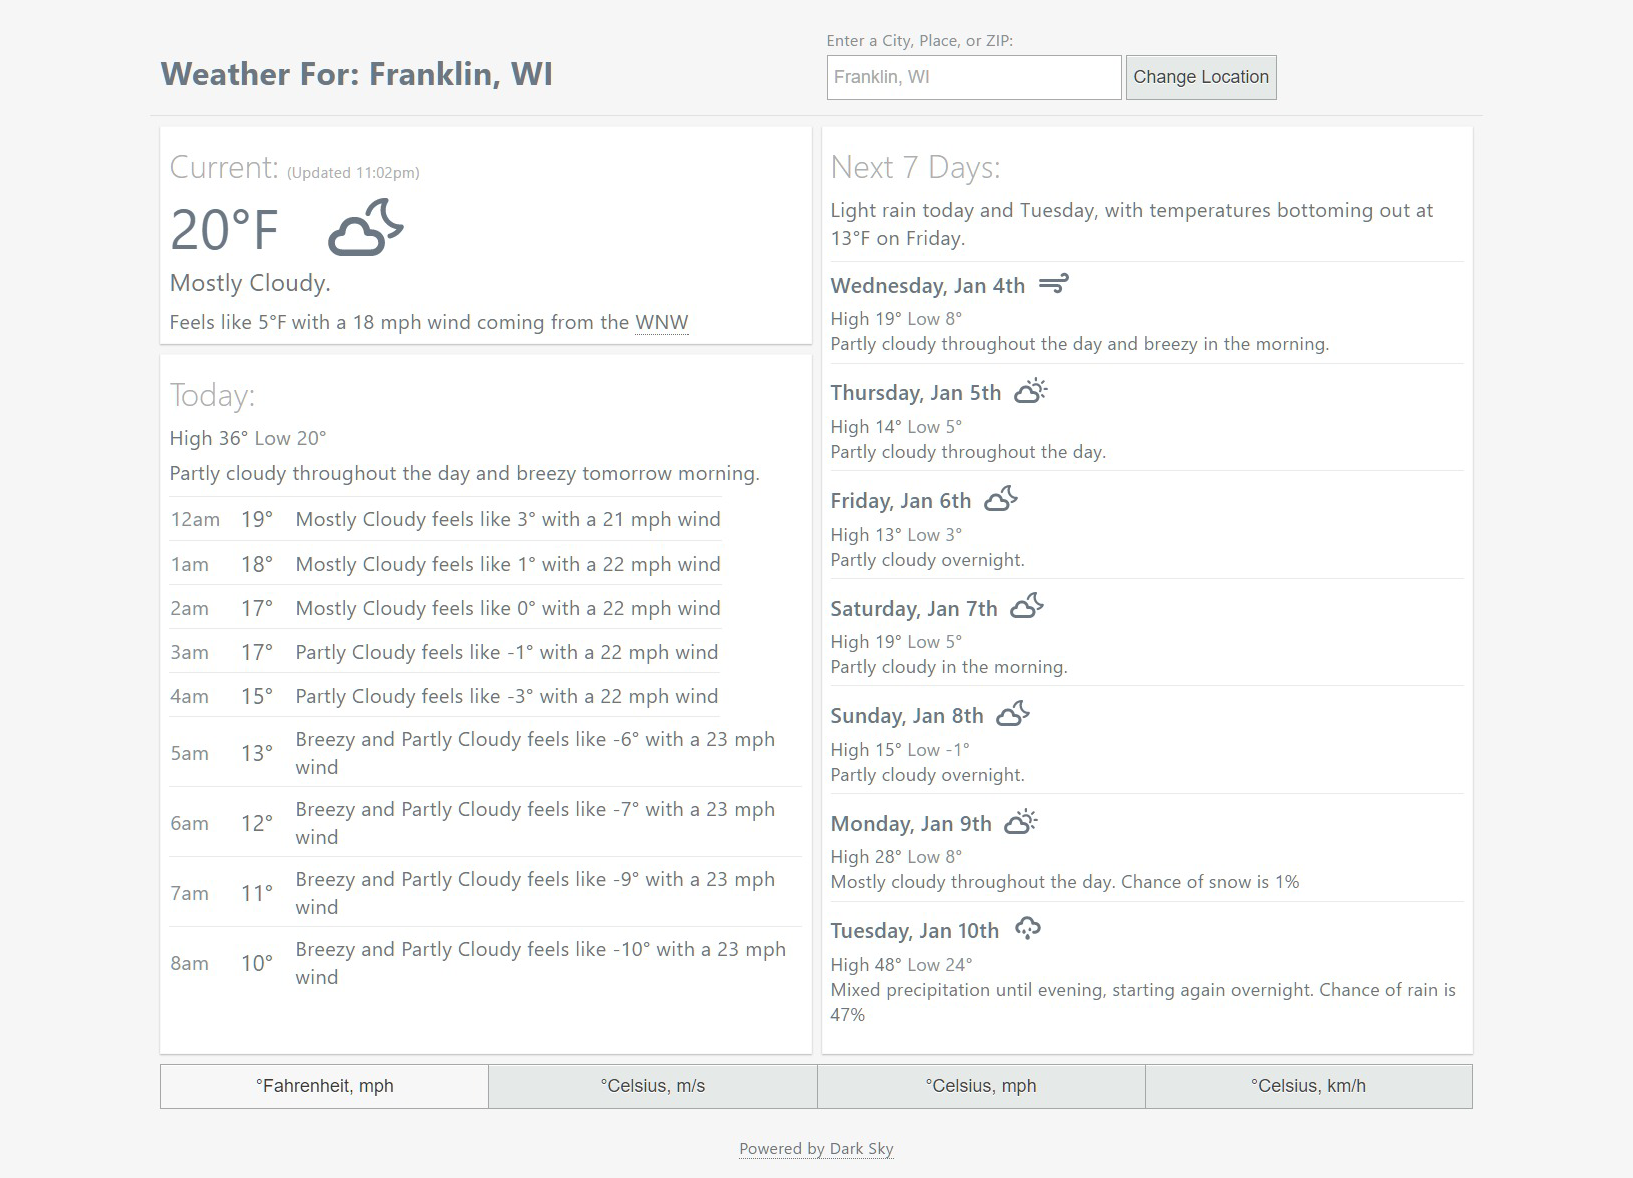 Weather For: Franklin, WI
Enter a City, Place, or ZIP:
Franklin, WI
Change Location
Current: (Updated 11:02pm)
20°F
Mostly Cloudy.
Feels like 5°F with a 18 mph wind coming from the WNW
Today:
High 36° Low 20°
Partly cloudy throughout the day and breezy tomorrow morning.
12am 19° Mostly Cloudy feels like 3° with a 21 mph wind
1am 18° Mostly Cloudy feels like 1° with a 22 mph wind
2am 17° Mostly Cloudy feels like 0° with a 22 mph wind
3am 17° Partly Cloudy feels like -1° with a 22 mph wind
4am 15° Partly Cloudy feels like -3° with a 22 mph wind
5am 13° Breezy and Partly Cloudy feels like -6° with a 23 mph
wind
6am 12° Breezy and Partly Cloudy feels like -7° with a 23 mph
wind
7am 11° Breezy and Partly Cloudy feels like -9° with a 23 mph
wind
8am 10° Breezy and Partly Cloudy feels like -10° with a 23 mph
wind
Next 7 Days:
Light rain today and Tuesday, with temperatures bottoming out at
13°F on Friday.
Wednesday, Jan 4th
High 19° Low 8°
Partly cloudy throughout the day and breezy in the morning.
Thursday, Jan 5th
High 14° Low 5°
Partly cloudy throughout the day.
Friday, Jan 6th
High 13° Low 3°
Partly cloudy overnight.
Saturday, Jan 7th
High 19° Low 5°
Partly cloudy in the morning.
Sunday, Jan 8th
High 15° Low -1°
Partly cloudy overnight.
Monday, Jan 9th
High 28° Low 8°
Mostly cloudy throughout the day. Chance of snow is 1%
Tuesday, Jan 10th
High 48° Low 24°
Mixed precipitation until evening, starting again overnight. Chance of rain is
47%
°Fahrenheit, mph
°Celsius, m/s
°Celsius, mph
°Celsius, km/h
Powered by Dark Sky